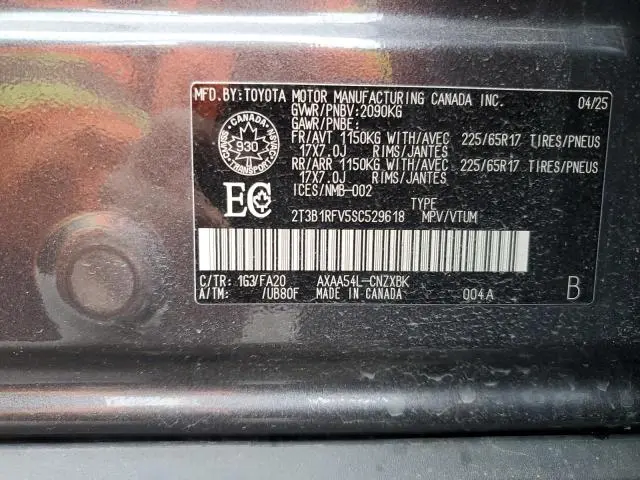 MFD.BY:TOYOTA MOTOR MANUFACTURING CANADA INC. 04/25
GVWR/PNBV:2090KG
GAWR/PNBE:
FR/AVT 1150KG WITH/AVEC 225/65R17 TIRES/PNEUS
17X7.0J RIMS/JANTES
RR/ARR 1150KG WITH/AVEC 225/65R17 TIRES/PNEUS
17X7.0J RIMS/JANTES
ICES/NMB-002
CANADA
930
TRANSPORT
EC
TYPE
2T3B1RFV5SC529618 MPV/VTUM
C/TR: 1G3/FA20 AXAA54L-CNZXBK
A/TM: /UB80F MADE IN CANADA 004A B